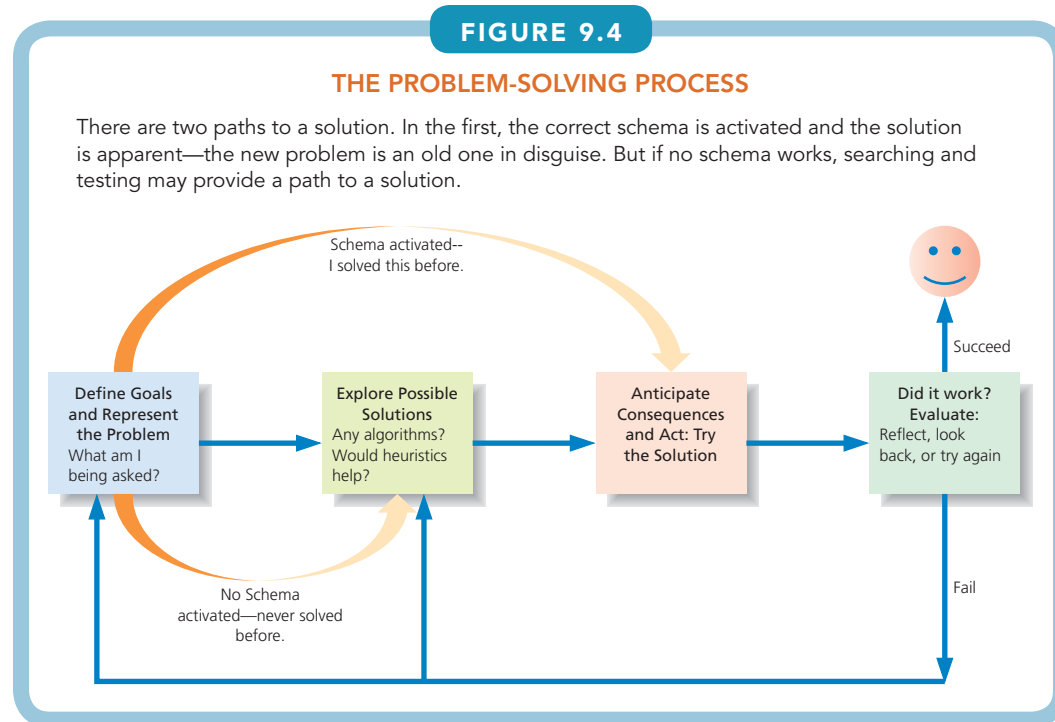 FIGURE 9.4
THE PROBLEM-SOLVING PROCESS
There are two paths to a solution. In the first, the correct schema is activated and the solution
is apparent—the new problem is an old one in disguise. But if no schema works, searching and
testing may provide a path to a solution.
Schema activated--
I solved this before.
Succeed
Define Goals
and Represent
the Problem
What am I
being asked?
Explore Possible
Solutions
Any algorithms?
Would heuristics
help?
Anticipate
Consequences
and Act: Try
the Solution
Did it work?
Evaluate:
Reflect, look
back, or try again
No Schema
activated—never solved
before.
Fail